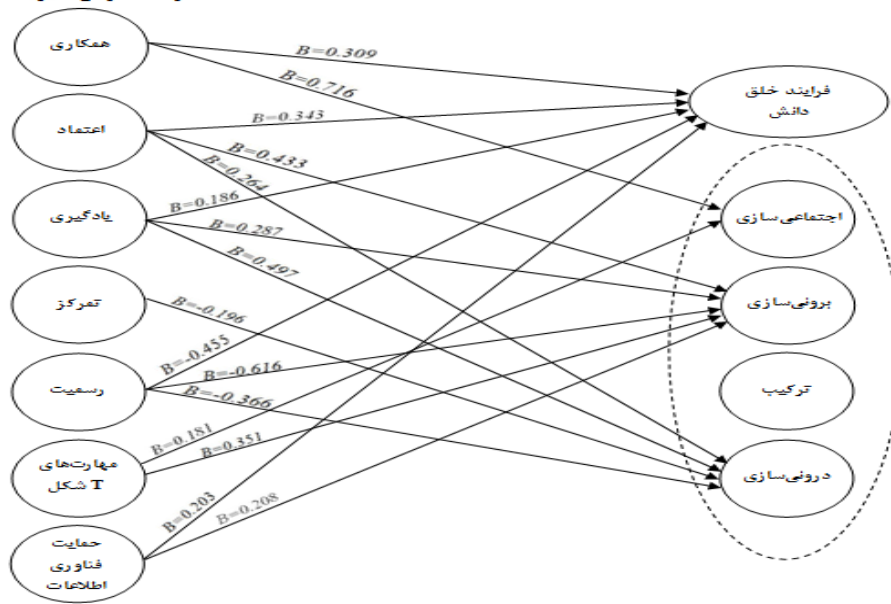 همکاری
اعتماد
یادگیری
تمرکز
رسمیت
مهارت‌های
T شکل
حمایت
فناوری
اطلاعات
B=0.309
B=0.716
B=0.343
B=0.433
B=0.264
B=0.186
B=0.287
B=0.497
B=-0.196
B=-0.455
B=-0.616
B=-0.366
B=0.181
B=0.351
B=0.203
B=0.208
فرایند خلق
دانش
اجتماعی‌سازی
برونی‌سازی
ترکیب
درونی‌سازی